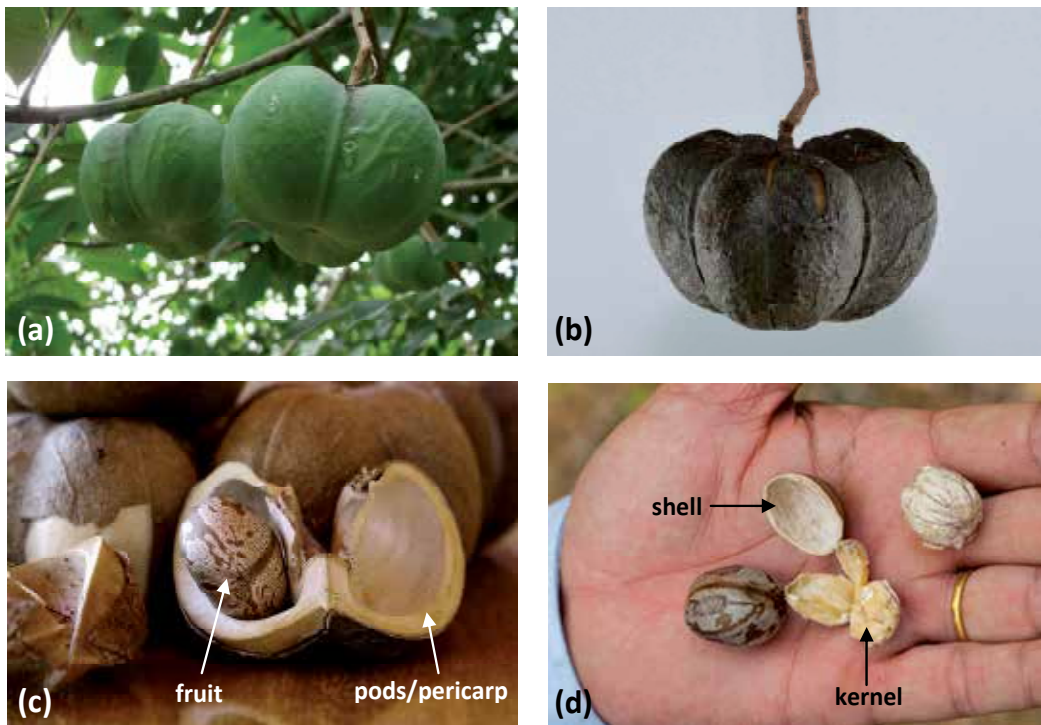 (a)
(b)
fruit
pods/pericarp
(c)
shell
kernel
(d)